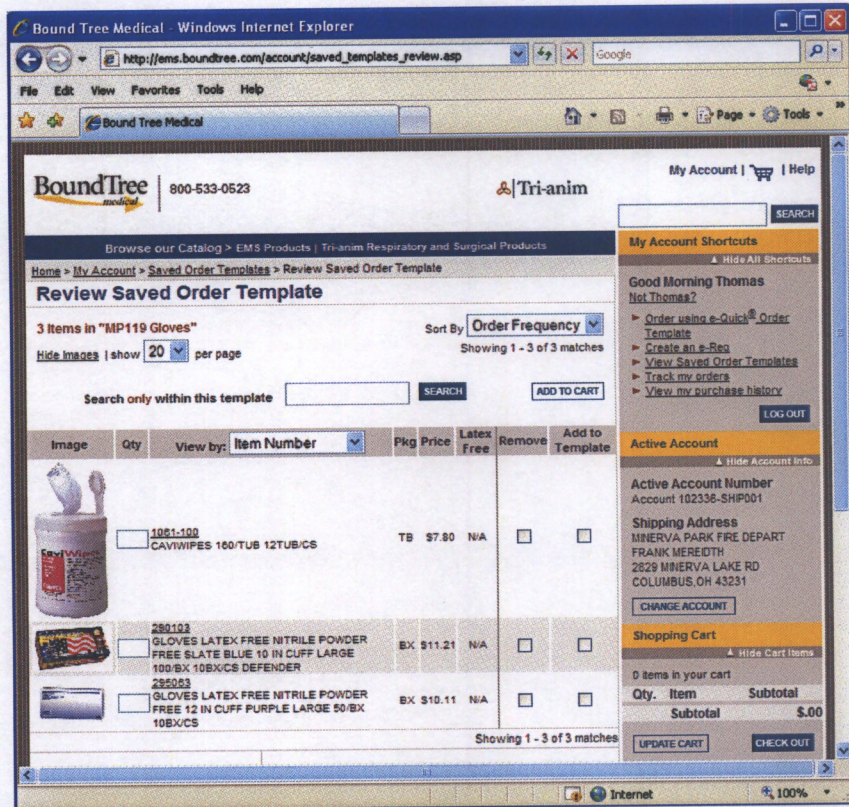 Bound Tree Medical - Windows Internet Explorer
http://ems.boundtree.com/account/saved_templates_review.asp
Google
File Edit View Favorites Tools Help
Bound Tree Medical
Page Tools
BoundTree
medical
800-533-0523
Tri-anim
My Account | | Help
SEARCH
Browse our Catalog > EMS Products | Tri-anim Respiratory and Surgical Products
Home > My Account > Saved Order Templates > Review Saved Order Template
Review Saved Order Template
3 Items in "MP119 Gloves"
Sort By Order Frequency
Hide Images | show 20 per page
Showing 1 - 3 of 3 matches
Search only within this template SEARCH ADD TO CART
Image Qty View by: Item Number Pkg Price Latex Free Remove Add to Template
CaviWipes
1061-100
CAVIWIPES 160/TUB 12TUB/CS
TB $7.80 N/A
290103
GLOVES LATEX FREE NITRILE POWDER
FREE SLATE BLUE 10 IN CUFF LARGE
100/BX 10BX/CS DEFENDER
BX $11.21 N/A
295063
GLOVES LATEX FREE NITRILE POWDER
FREE 12 IN CUFF PURPLE LARGE 50/BX
10BX/CS
BX $10.11 N/A
Showing 1 - 3 of 3 matches
My Account Shortcuts
Hide All Shortcuts
Good Morning Thomas
Not Thomas?
Order using e-Quick® Order
Template
Create an e-Req
View Saved Order Templates
Track my orders
View my purchase history
LOG OUT
Active Account
Hide Account Info
Active Account Number
Account 102336-SHIP001
Shipping Address
MINERVA PARK FIRE DEPART
FRANK MEREIDTH
2829 MINERVA LAKE RD
COLUMBUS,OH 43231
CHANGE ACCOUNT
Shopping Cart
Hide Cart Items
0 items in your cart
Qty. Item Subtotal
Subtotal $.00
UPDATE CART CHECK OUT
Internet 100%